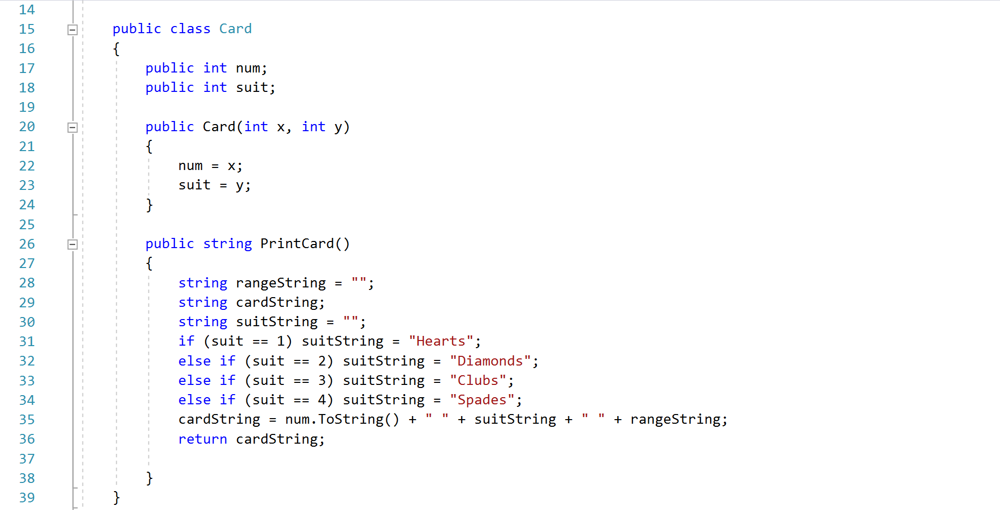 14
15 public class Card
16 {
17 public int num;
18 public int suit;
19
20 public Card(int x, int y)
21 {
22 num = x;
23 suit = y;
24 }
25
26 public string PrintCard()
27 {
28 string rangeString = "";
29 string cardString;
30 string suitString = "";
31 if (suit == 1) suitString = "Hearts";
32 else if (suit == 2) suitString = "Diamonds";
33 else if (suit == 3) suitString = "Clubs";
34 else if (suit == 4) suitString = "Spades";
35 cardString = num.ToString() + " " + suitString + " " + rangeString;
36 return cardString;
37
38 }
39 }